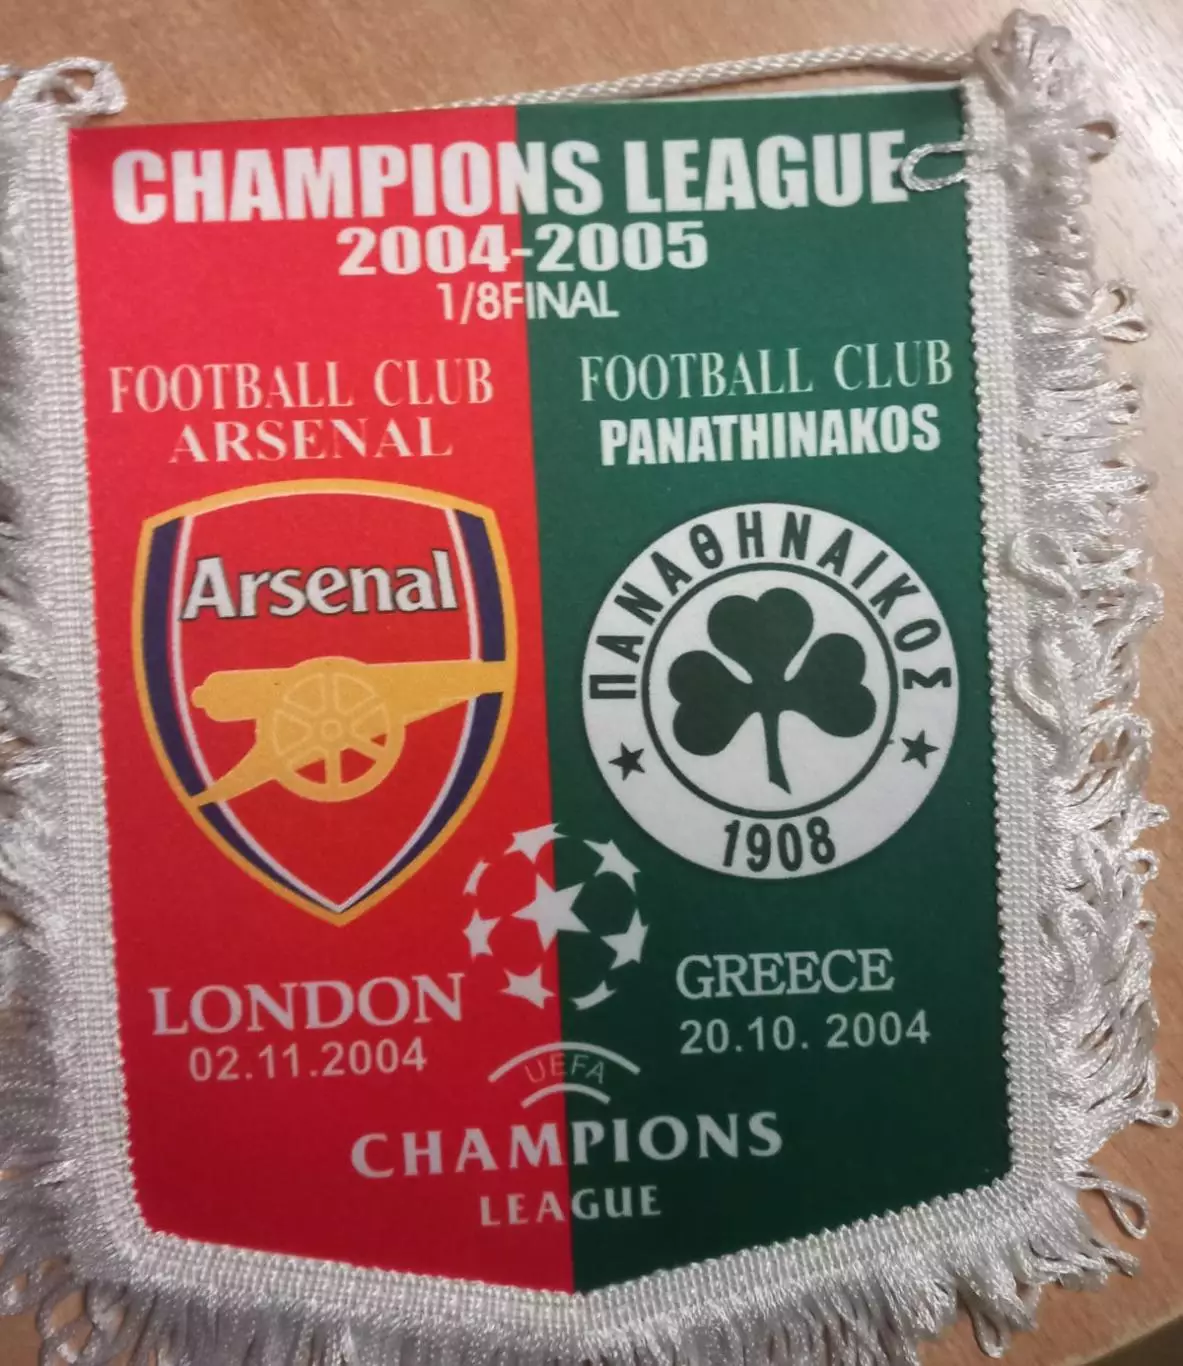 CHAMPIONS LEAGUE
2004-2005
1/8FINAL
FOOTBALL CLUB
ARSENAL
FOOTBALL CLUB
PANATHINAKOS
Arsenal
ΠΑΝΑΘΗΝΑΙΚΟΣ
1908
LONDON
02.11.2004
GREECE
20.10. 2004
UEFA
CHAMPIONS
LEAGUE